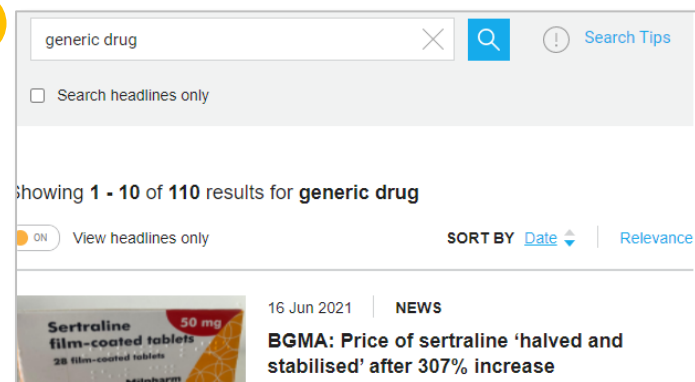 generic drug
Search Tips
Search headlines only
Showing 1 - 10 of 110 results for generic drug
ON View headlines only SORT BY Date Relevance
16 Jun 2021 NEWS
BGMA: Price of sertraline ‘halved and
stabilised’ after 307% increase
Sertraline 50 mg
film-coated tablets
28 film-coated tablets
Milpharm